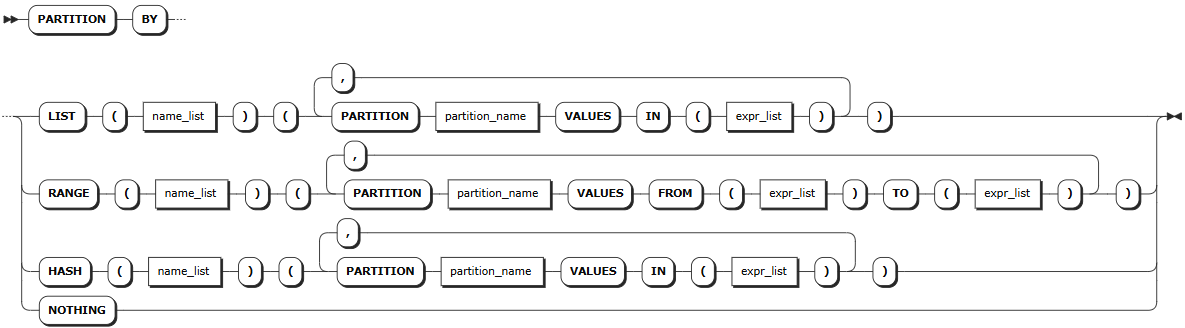 PARTITION BY
,
LIST ( name_list ) ( PARTITION partition_name VALUES IN ( expr_list ) )
,
RANGE ( name_list ) ( PARTITION partition_name VALUES FROM ( expr_list ) TO ( expr_list ) )
,
HASH ( name_list ) ( PARTITION partition_name VALUES IN ( expr_list ) )
NOTHING